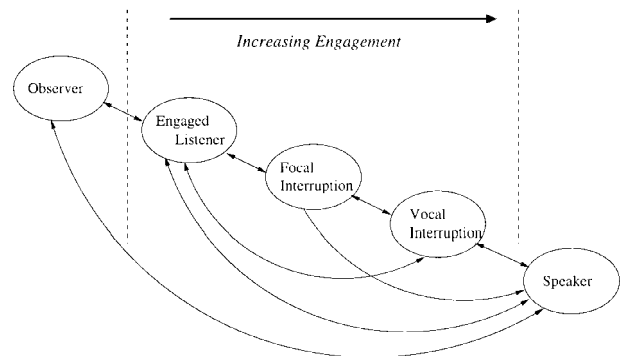 Increasing Engagement
Observer
Engaged
Listener
Focal
Interruption
Vocal
Interruption
Speaker